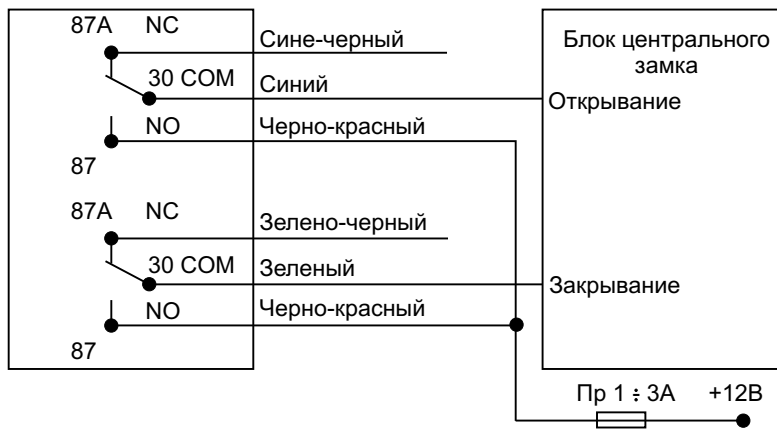 87A NC
Сине-черный
30 COM
Синий
NO
Черно-красный
87
87A NC
Зелено-черный
30 COM
Зеленый
NO
Черно-красный
87
Блок центрального
замка
Открывание
Закрывание
Пр 1 ÷ 3А
+12В